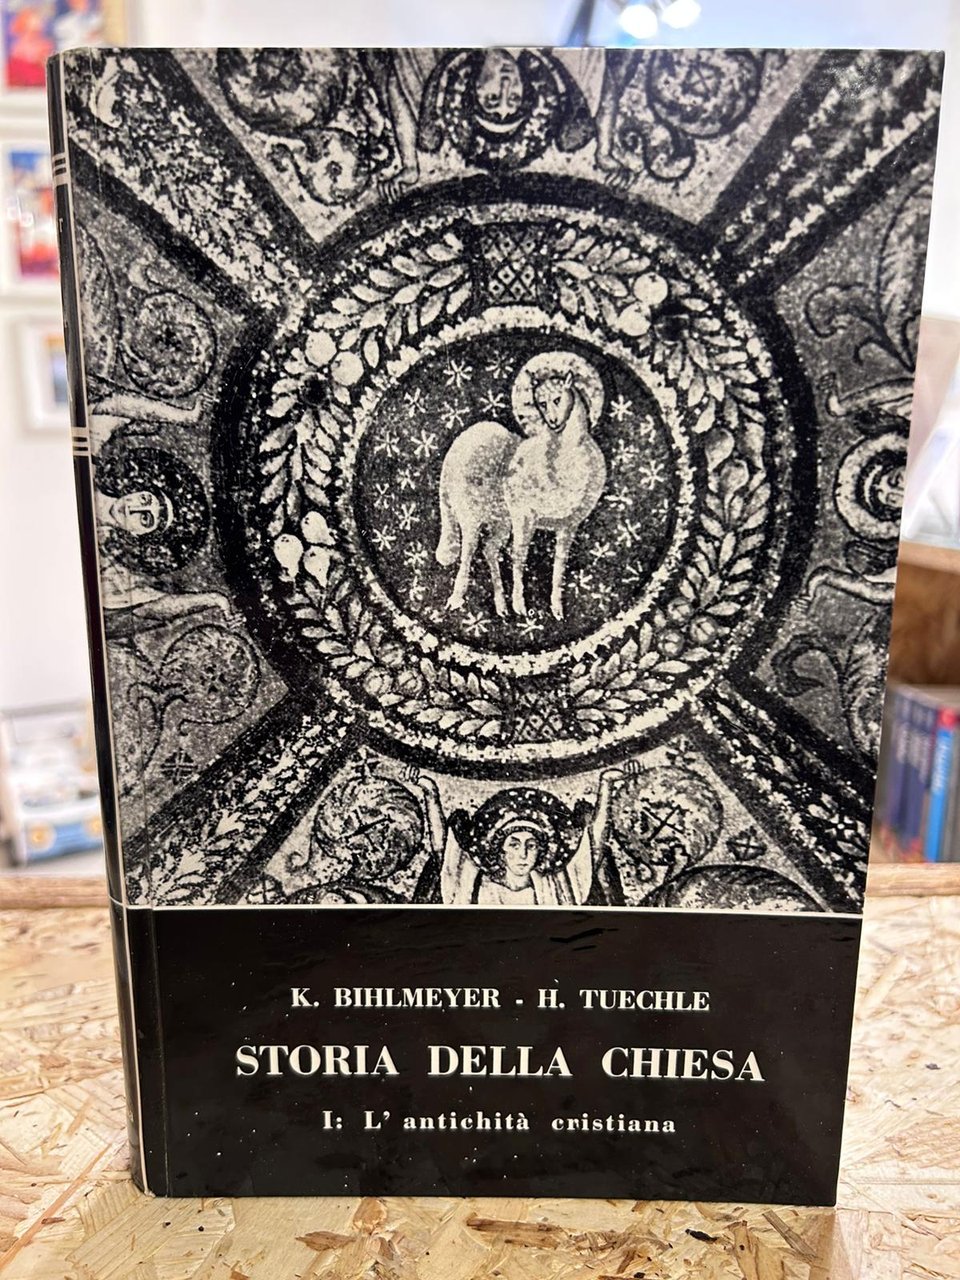 K. BIHLMEYER - H. TUECHLE
STORIA DELLA CHIESA
I: L' antichità cristiana